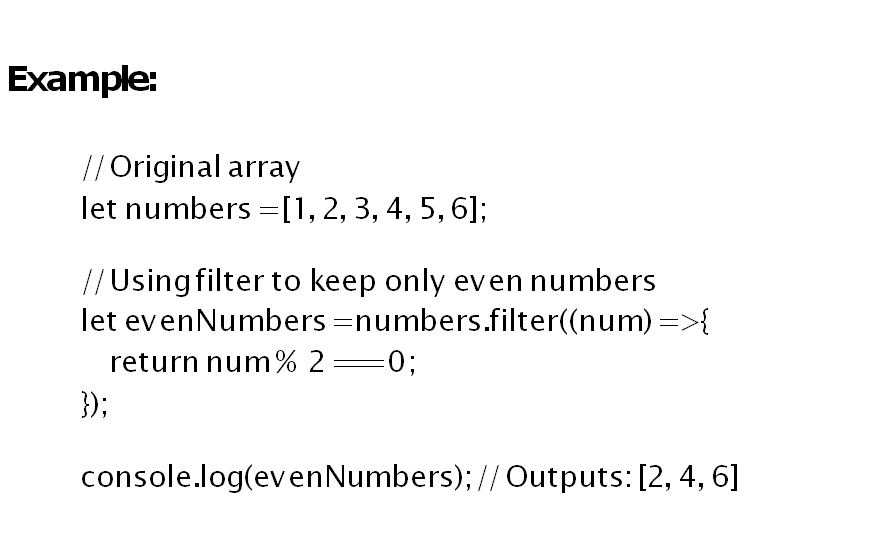 Example:
// Original array
let numbers = [1, 2, 3, 4, 5, 6];
// Using filter to keep only even numbers
let evenNumbers = numbers.filter((num) => {
return num % 2 === 0;
});
console.log(evenNumbers); // Outputs: [2, 4, 6]